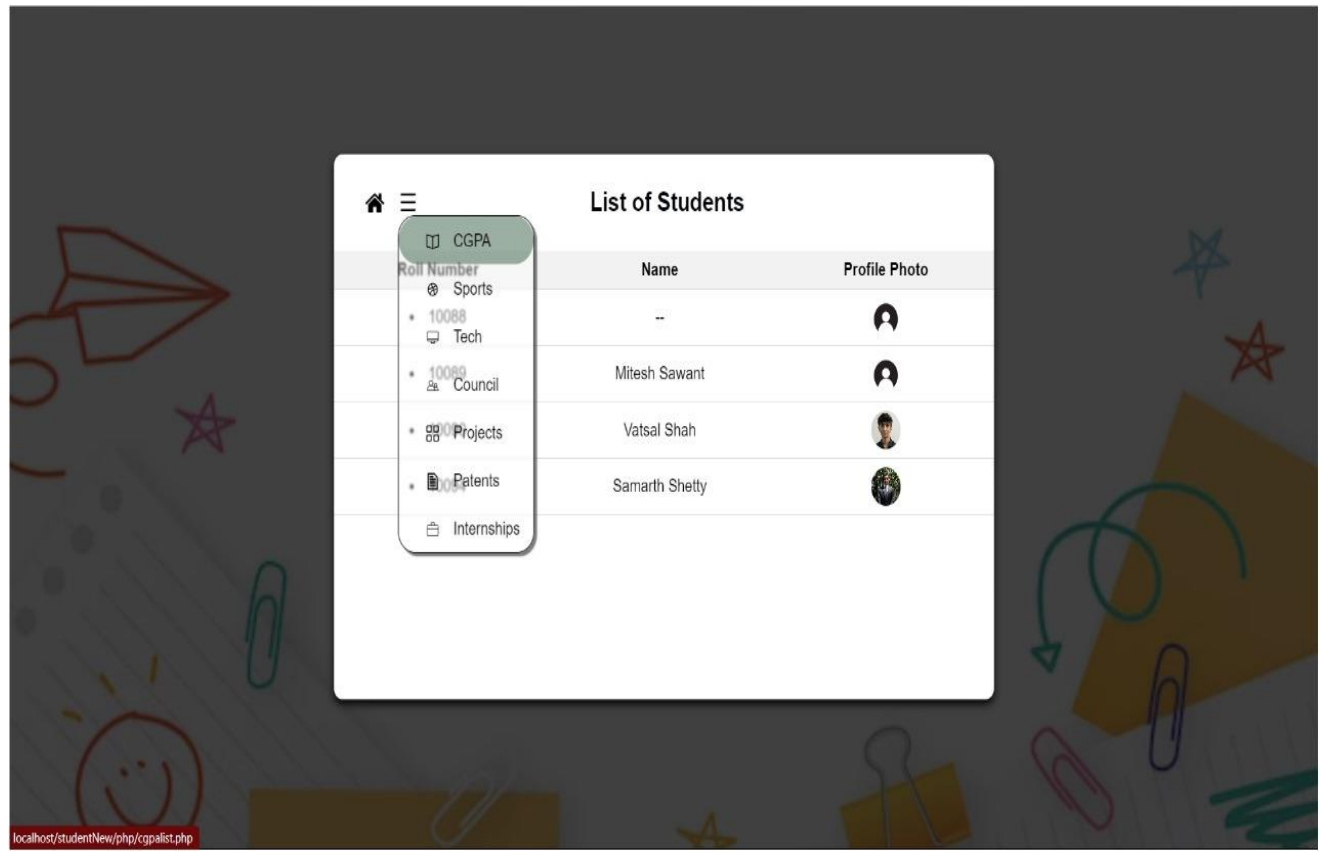 List of Students
CGPA
Roll Number Name Profile Photo
Sports
10088 --
Tech
10089 Mitesh Sawant
Council
Vatsal Shah
Projects
Patents
Samarth Shetty
Internships
localhost/studentNew/php/cgpalist.php